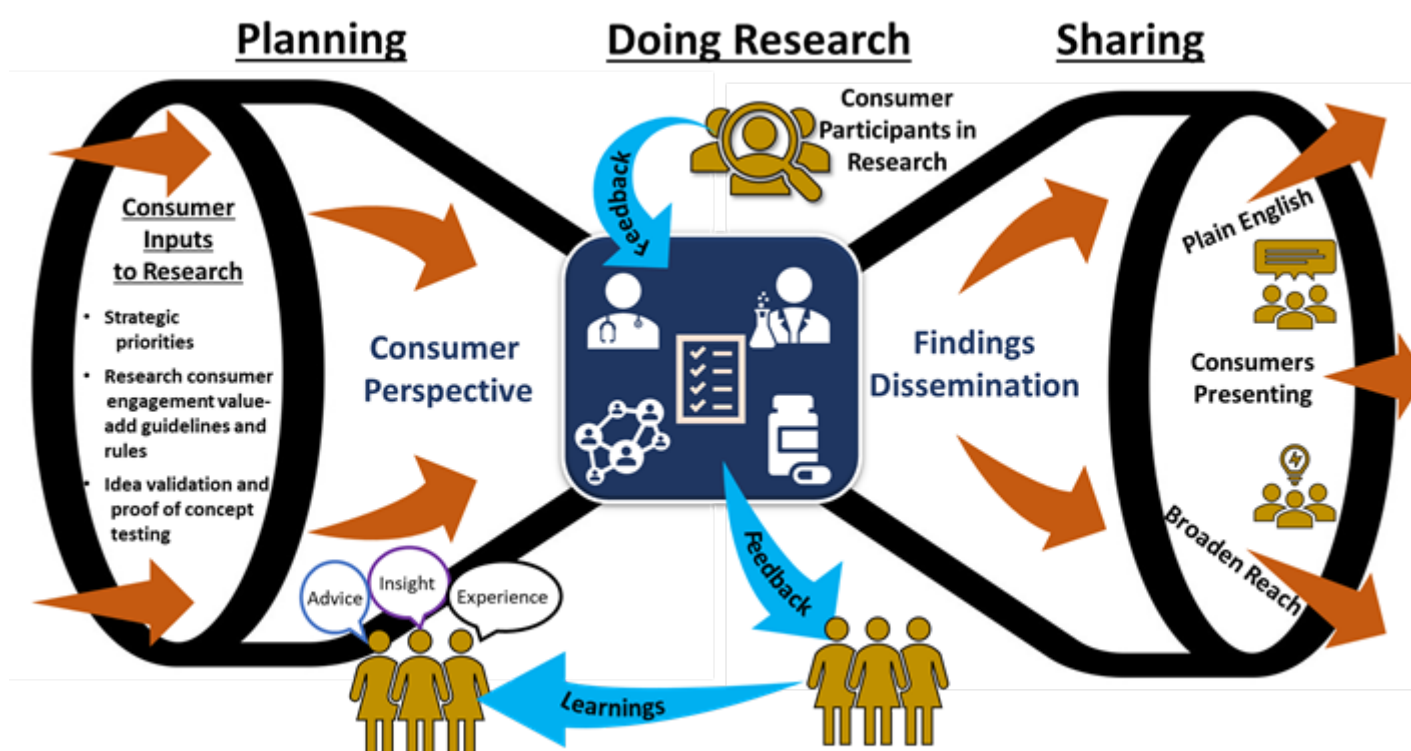 Planning
Doing Research
Sharing
Consumer
Inputs
to Research
• Strategic
priorities
• Research consumer
engagement value-
add guidelines and
rules
• Idea validation and
proof of concept
testing
Consumer
Perspective
Advice
Insight
Experience
Consumer
Participants in
Research
Feedback
Feedback
Learnings
Findings
Dissemination
Plain English
Consumers
Presenting
Broaden Reach